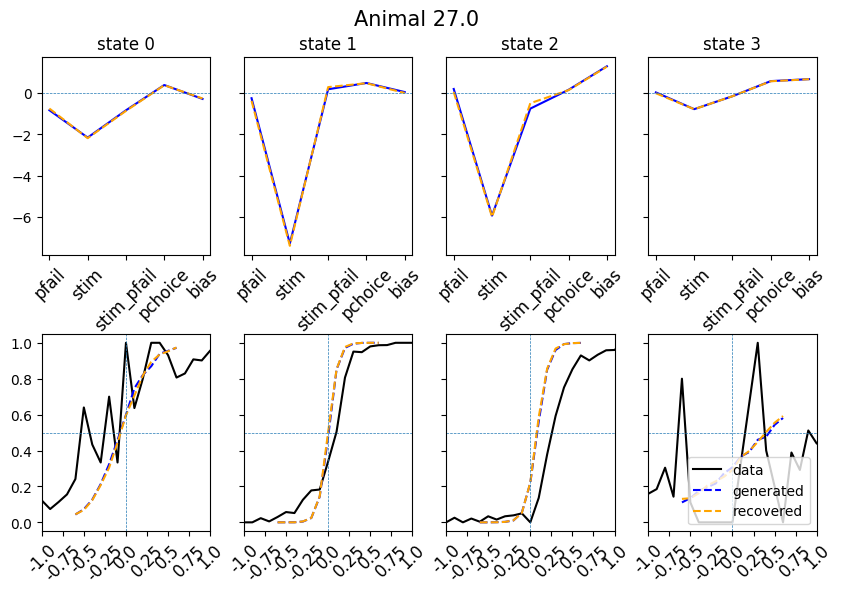 Animal 27.0
state 0 state 1 state 2 state 3
0
−2
−4
−6
pfail stim stim_pfail pchoice bias pfail stim stim_pfail pchoice bias pfail stim stim_pfail pchoice bias pfail stim stim_pfail pchoice bias
1.0
0.8
0.6
0.4
0.2
0.0
data
generated
recovered
-1.0 -0.75 -0.5 -0.25 0.0 0.25 0.5 0.75 1.0 -1.0 -0.75 -0.5 -0.25 0.0 0.25 0.5 0.75 1.0 -1.0 -0.75 -0.5 -0.25 0.0 0.25 0.5 0.75 1.0 -1.0 -0.75 -0.5 -0.25 0.0 0.25 0.5 0.75 1.0